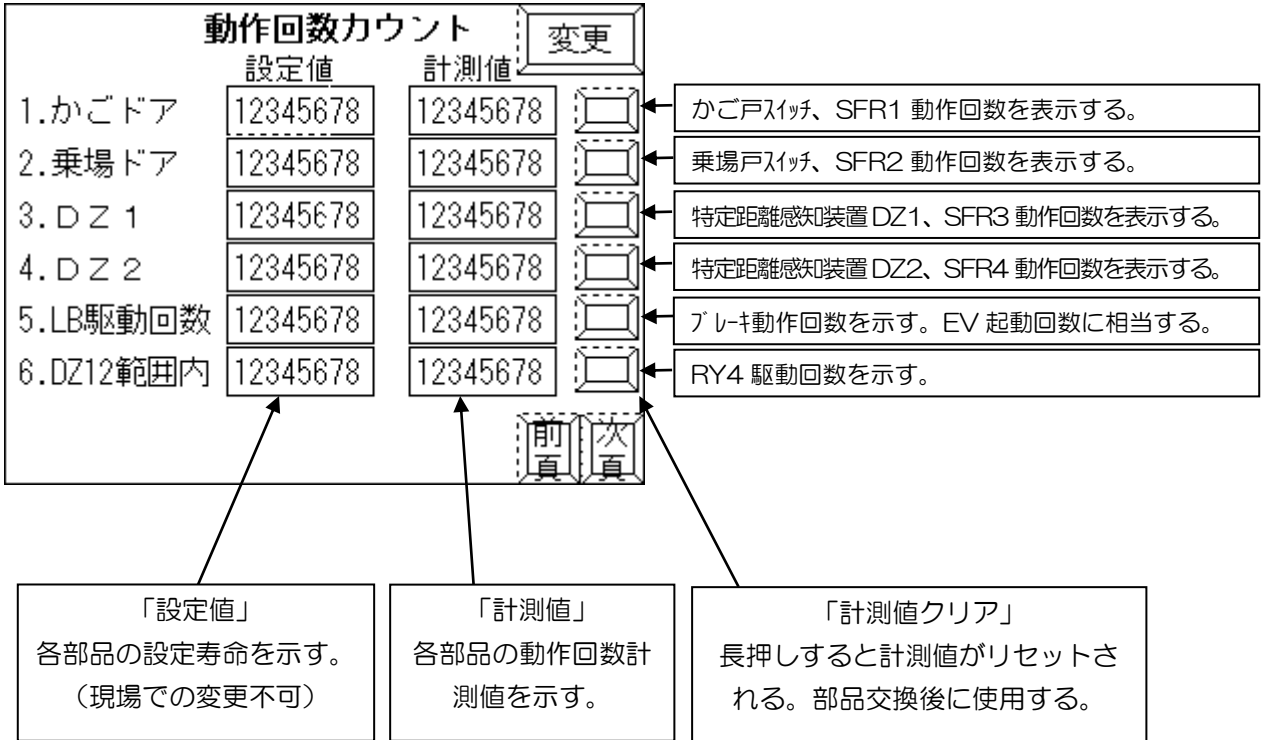 動作回数カウント
変更
設定値 計測値
1.かごドア 12345678 12345678
かご戸ｽｲｯﾁ、SFR1 動作回数を表示する。
2.乗場ドア 12345678 12345678
乗場戸ｽｲｯﾁ、SFR2 動作回数を表示する。
3.ＤＺ１ 12345678 12345678
特定距離感知装置 DZ1、SFR3 動作回数を表示する。
4.ＤＺ２ 12345678 12345678
特定距離感知装置 DZ2、SFR4 動作回数を表示する。
5.LB駆動回数 12345678 12345678
ﾌﾞﾚｰｷ動作回数を示す。EV 起動回数に相当する。
6.DZ12範囲内 12345678 12345678
RY4 駆動回数を示す。
前頁 次頁
「設定値」
各部品の設定寿命を示す。
（現場での変更不可）
「計測値」
各部品の動作回数計
測値を示す。
「計測値クリア」
長押しすると計測値がリセットさ
れる。部品交換後に使用する。